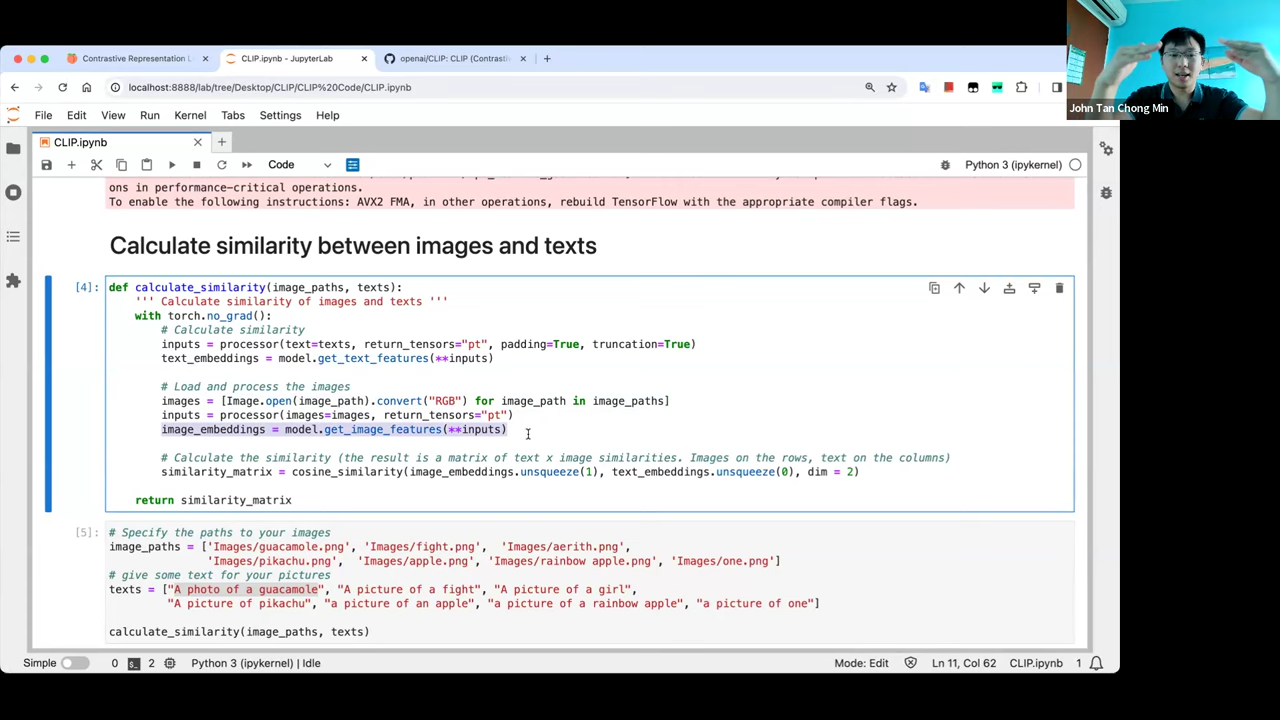 Contrastive Representation L
CLIP.ipynb - JupyterLab
openai/CLIP: CLIP (Contrasti
localhost:8888/lab/tree/Desktop/CLIP/CLIP%20Code/CLIP.ipynb
John Tan Chong Min
File Edit View Run Kernel Tabs Settings Help
CLIP.ipynb
Code
Python 3 (ipykernel)
ons in performance-critical operations.
To enable the following instructions: AVX2 FMA, in other operations, rebuild TensorFlow with the appropriate compiler flags.
Calculate similarity between images and texts
[4]:
def calculate_similarity(image_paths, texts):
''' Calculate similarity of images and texts '''
with torch.no_grad():
# Calculate similarity
inputs = processor(text=texts, return_tensors="pt", padding=True, truncation=True)
text_embeddings = model.get_text_features(**inputs)
# Load and process the images
images = [Image.open(image_path).convert("RGB") for image_path in image_paths]
inputs = processor(images=images, return_tensors="pt")
image_embeddings = model.get_image_features(**inputs)
# Calculate the similarity (the result is a matrix of text x image similarities. Images on the rows, text on the columns)
similarity_matrix = cosine_similarity(image_embeddings.unsqueeze(1), text_embeddings.unsqueeze(0), dim = 2)
return similarity_matrix
[5]:
# Specify the paths to your images
image_paths = ['Images/guacamole.png', 'Images/fight.png', 'Images/aerith.png',
'Images/pikachu.png', 'Images/apple.png', 'Images/rainbow apple.png', 'Images/one.png']
# give some text for your pictures
texts = ["A photo of a guacamole", "A picture of a fight", "A picture of a girl",
"A picture of pikachu", "a picture of an apple", "a picture of a rainbow apple", "a picture of one"]
calculate_similarity(image_paths, texts)
Simple 0 2 Python 3 (ipykernel) | Idle Mode: Edit Ln 11, Col 62 CLIP.ipynb 1